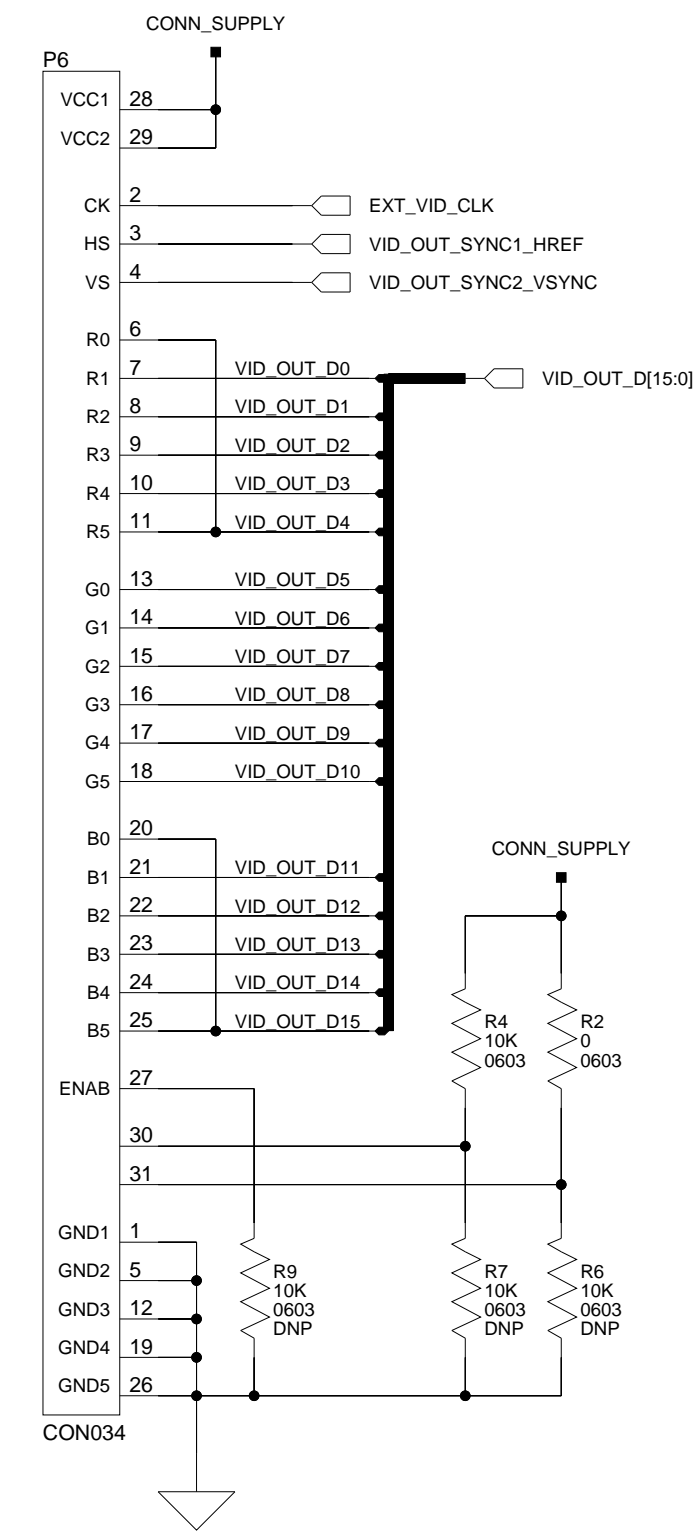 CONN_SUPPLY
P6
VCC1 28
VCC2 29
CK 2 EXT_VID_CLK
HS 3 VID_OUT_SYNC1_HREF
VS 4 VID_OUT_SYNC2_VSYNC
R0 6
R1 7 VID_OUT_D0 VID_OUT_D[15:0]
R2 8 VID_OUT_D1
R3 9 VID_OUT_D2
R4 10 VID_OUT_D3
R5 11 VID_OUT_D4
G0 13 VID_OUT_D5
G1 14 VID_OUT_D6
G2 15 VID_OUT_D7
G3 16 VID_OUT_D8
G4 17 VID_OUT_D9
G5 18 VID_OUT_D10
B0 20
B1 21 VID_OUT_D11
B2 22 VID_OUT_D12
B3 23 VID_OUT_D13
B4 24 VID_OUT_D14
B5 25 VID_OUT_D15
ENAB 27
30
31
GND1 1
GND2 5
GND3 12
GND4 19
GND5 26
CON034
CONN_SUPPLY
R4
10K
0603
R2
0
0603
R9
10K
0603
DNP
R7
10K
0603
DNP
R6
10K
0603
DNP